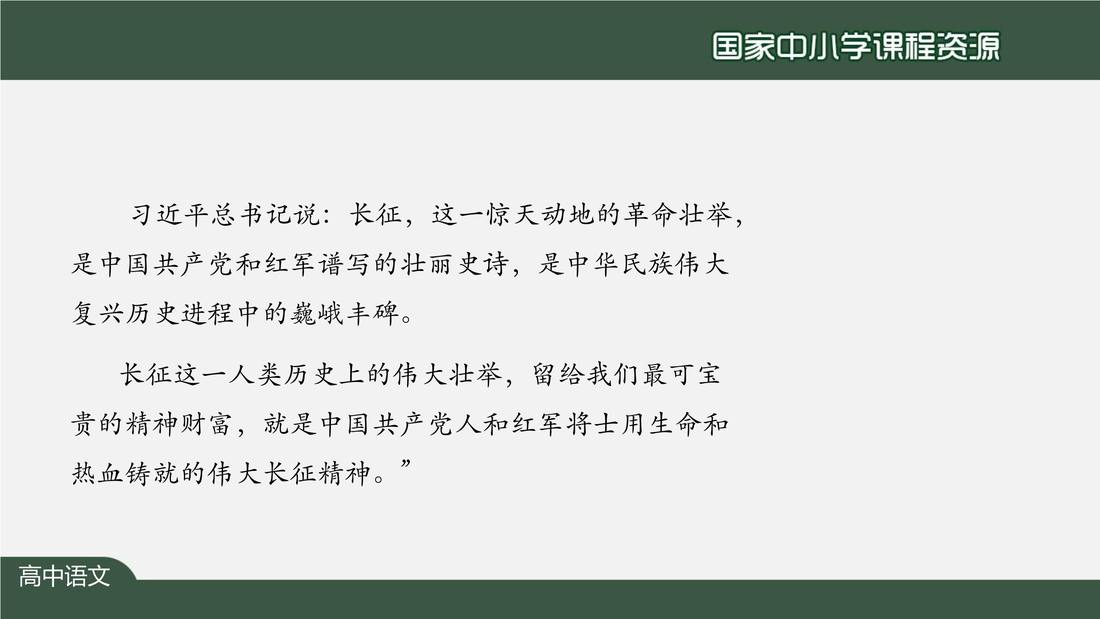 国家中小学课程资源
习近平总书记说：长征，这一惊天动地的革命壮举，
是中国共产党和红军谱写的壮丽史诗，是中华民族伟大
复兴历史进程中的巍峨丰碑。
长征这一人类历史上的伟大壮举，留给我们最可宝
贵的精神财富，就是中国共产党人和红军将士用生命和
热血铸就的伟大长征精神。”
高中语文